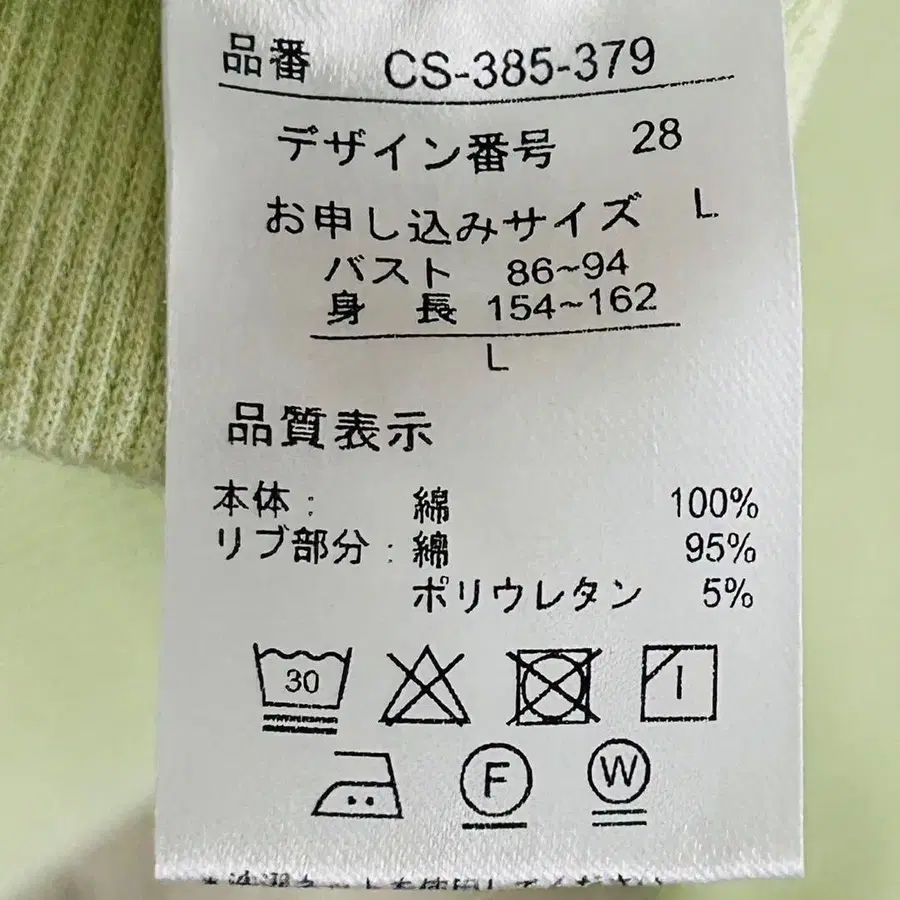 品番 CS-385-379
デザイン番号 28
お申し込みサイズ L
バスト 86~94
身 長 154~162
L
品質表示
本体: 綿 100%
リブ部分:綿 95%
ポリウレタン 5%
30
F
W